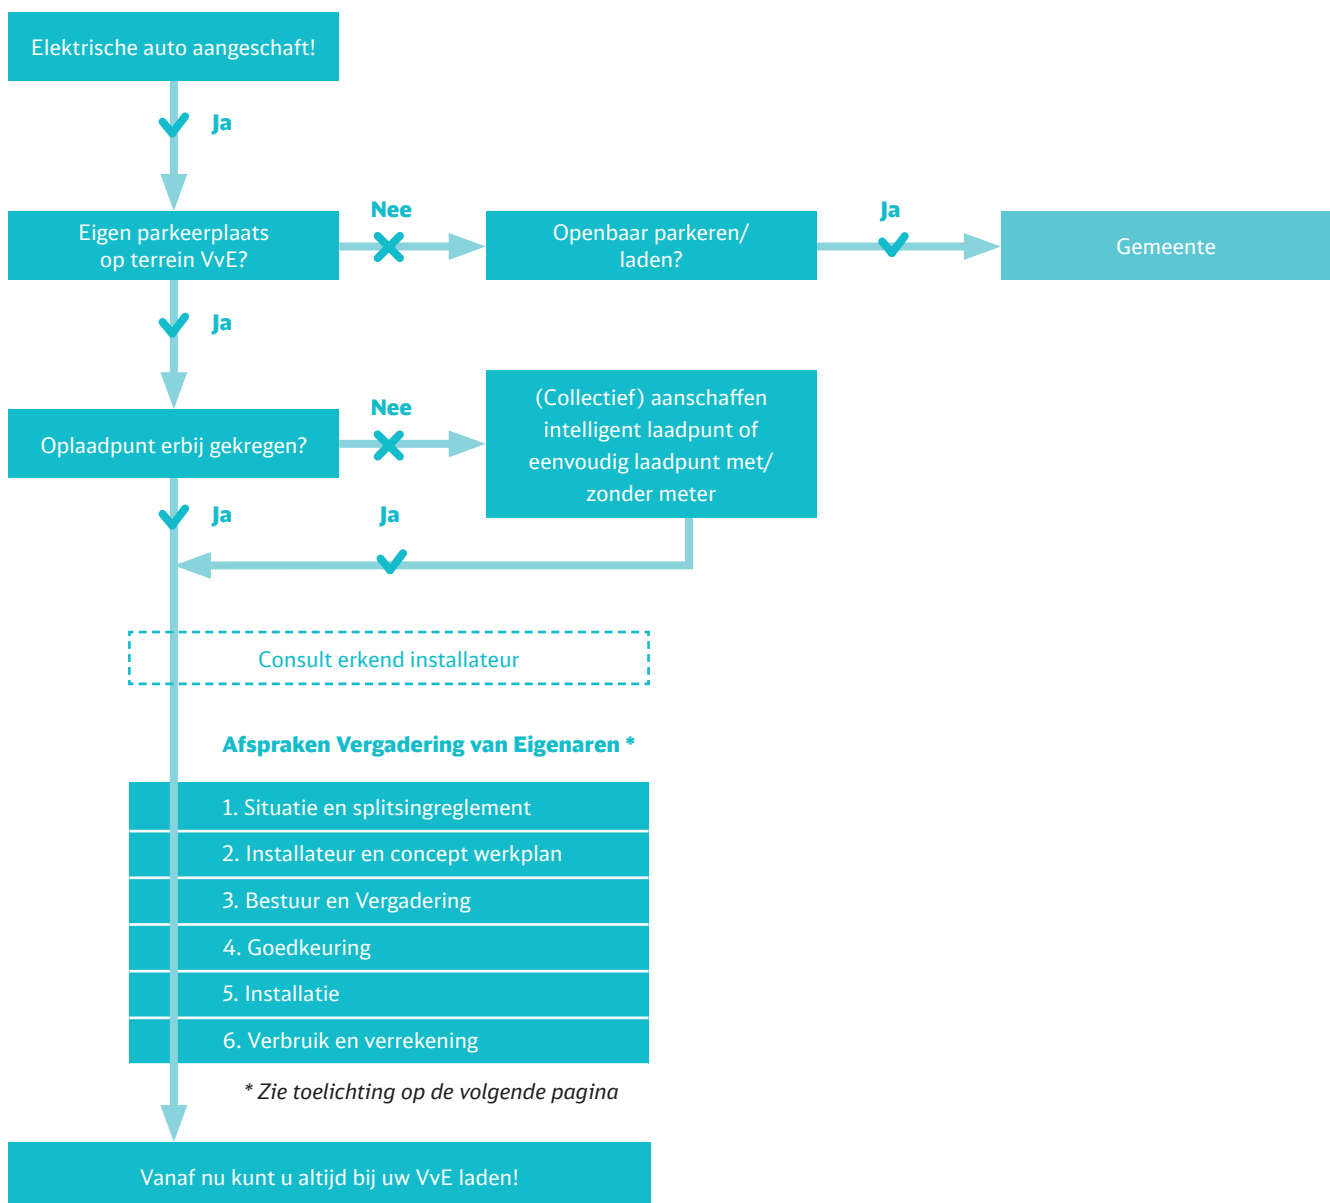 Elektrische auto aangeschaft!
Ja
Eigen parkeerplaats
op terrein VvE?
Nee
Openbaar parkeren/
laden?
Ja
Gemeente
Ja
Oplaadpunt erbij gekregen?
Nee
(Collectief) aanschaffen
intelligent laadpunt of
eenvoudig laadpunt met/
zonder meter
Ja
Ja
Consult erkend installateur
Afspraken Vergadering van Eigenaren *
1. Situatie en splitsingreglement
2. Installateur en concept werkplan
3. Bestuur en Vergadering
4. Goedkeuring
5. Installatie
6. Verbruik en verrekening
* Zie toelichting op de volgende pagina
Vanaf nu kunt u altijd bij uw VvE laden!